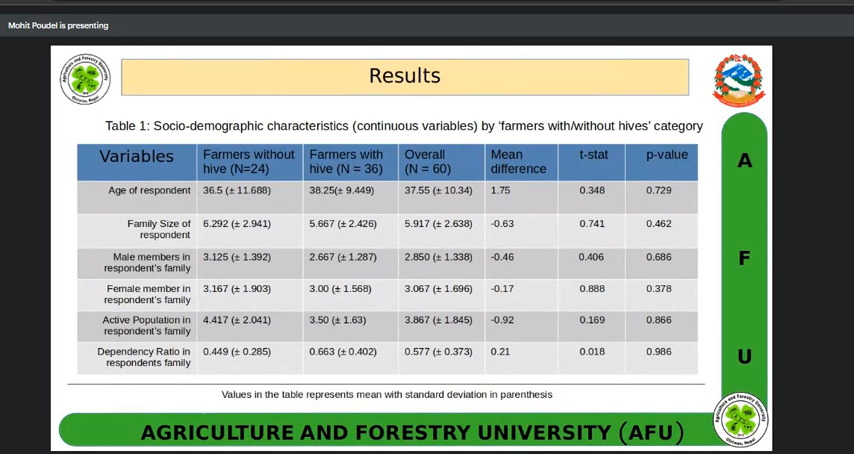 Mohit Poudel is presenting
Results
Table 1: Socio-demographic characteristics (continuous variables) by ‘farmers with/without hives’ category
Variables Farmers without hive (N=24) Farmers with hive (N = 36) Overall (N = 60) Mean difference t-stat p-value
Age of respondent 36.5 (± 11.688) 38.25(± 9.449) 37.55 (± 10.34) 1.75 0.348 0.729
Family Size of respondent 6.292 (± 2.941) 5.667 (± 2.426) 5.917 (± 2.638) -0.63 0.741 0.462
Male members in respondent's family 3.125 (± 1.392) 2.667 (± 1.287) 2.850 (± 1.338) -0.46 0.406 0.686
Female member in respondent's family 3.167 (± 1.903) 3.00 (± 1.568) 3.067 (± 1.696) -0.17 0.888 0.378
Active Population in respondent's family 4.417 (± 2.041) 3.50 (± 1.63) 3.867 (± 1.845) -0.92 0.169 0.866
Dependency Ratio in respondents family 0.449 (± 0.285) 0.663 (± 0.402) 0.577 (± 0.373) 0.21 0.018 0.986
Values in the table represents mean with standard deviation in parenthesis
A
F
U
AGRICULTURE AND FORESTRY UNIVERSITY (AFU)
Agriculture and Forestry University
Chitwan, Nepal